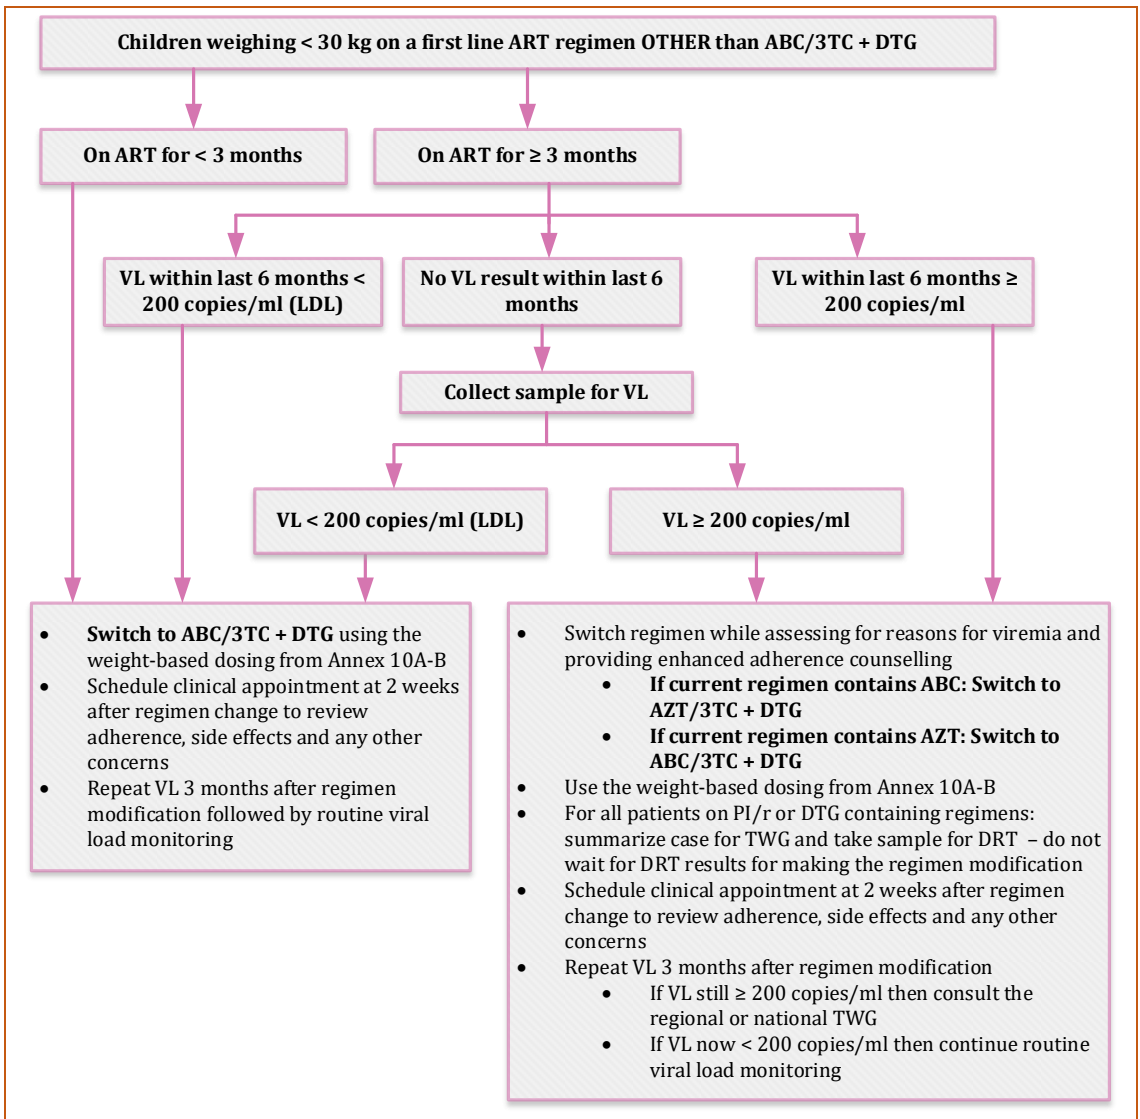 Children weighing < 30 kg on a first line ART regimen OTHER than ABC/3TC + DTG
On ART for < 3 months
On ART for ≥ 3 months
VL within last 6 months <
200 copies/ml (LDL)
No VL result within last 6
months
VL within last 6 months ≥
200 copies/ml
Collect sample for VL
VL < 200 copies/ml (LDL)
VL ≥ 200 copies/ml
• Switch to ABC/3TC + DTG using the
weight-based dosing from Annex 10A-B
• Schedule clinical appointment at 2 weeks
after regimen change to review
adherence, side effects and any other
concerns
• Repeat VL 3 months after regimen
modification followed by routine viral
load monitoring
• Switch regimen while assessing for reasons for viremia and
providing enhanced adherence counselling
• If current regimen contains ABC: Switch to
AZT/3TC + DTG
• If current regimen contains AZT: Switch to
ABC/3TC + DTG
• Use the weight-based dosing from Annex 10A-B
• For all patients on PI/r or DTG containing regimens:
summarize case for TWG and take sample for DRT – do not
wait for DRT results for making the regimen modification
• Schedule clinical appointment at 2 weeks after regimen
change to review adherence, side effects and any other
concerns
• Repeat VL 3 months after regimen modification
• If VL still ≥ 200 copies/ml then consult the
regional or national TWG
• If VL now < 200 copies/ml then continue routine
viral load monitoring